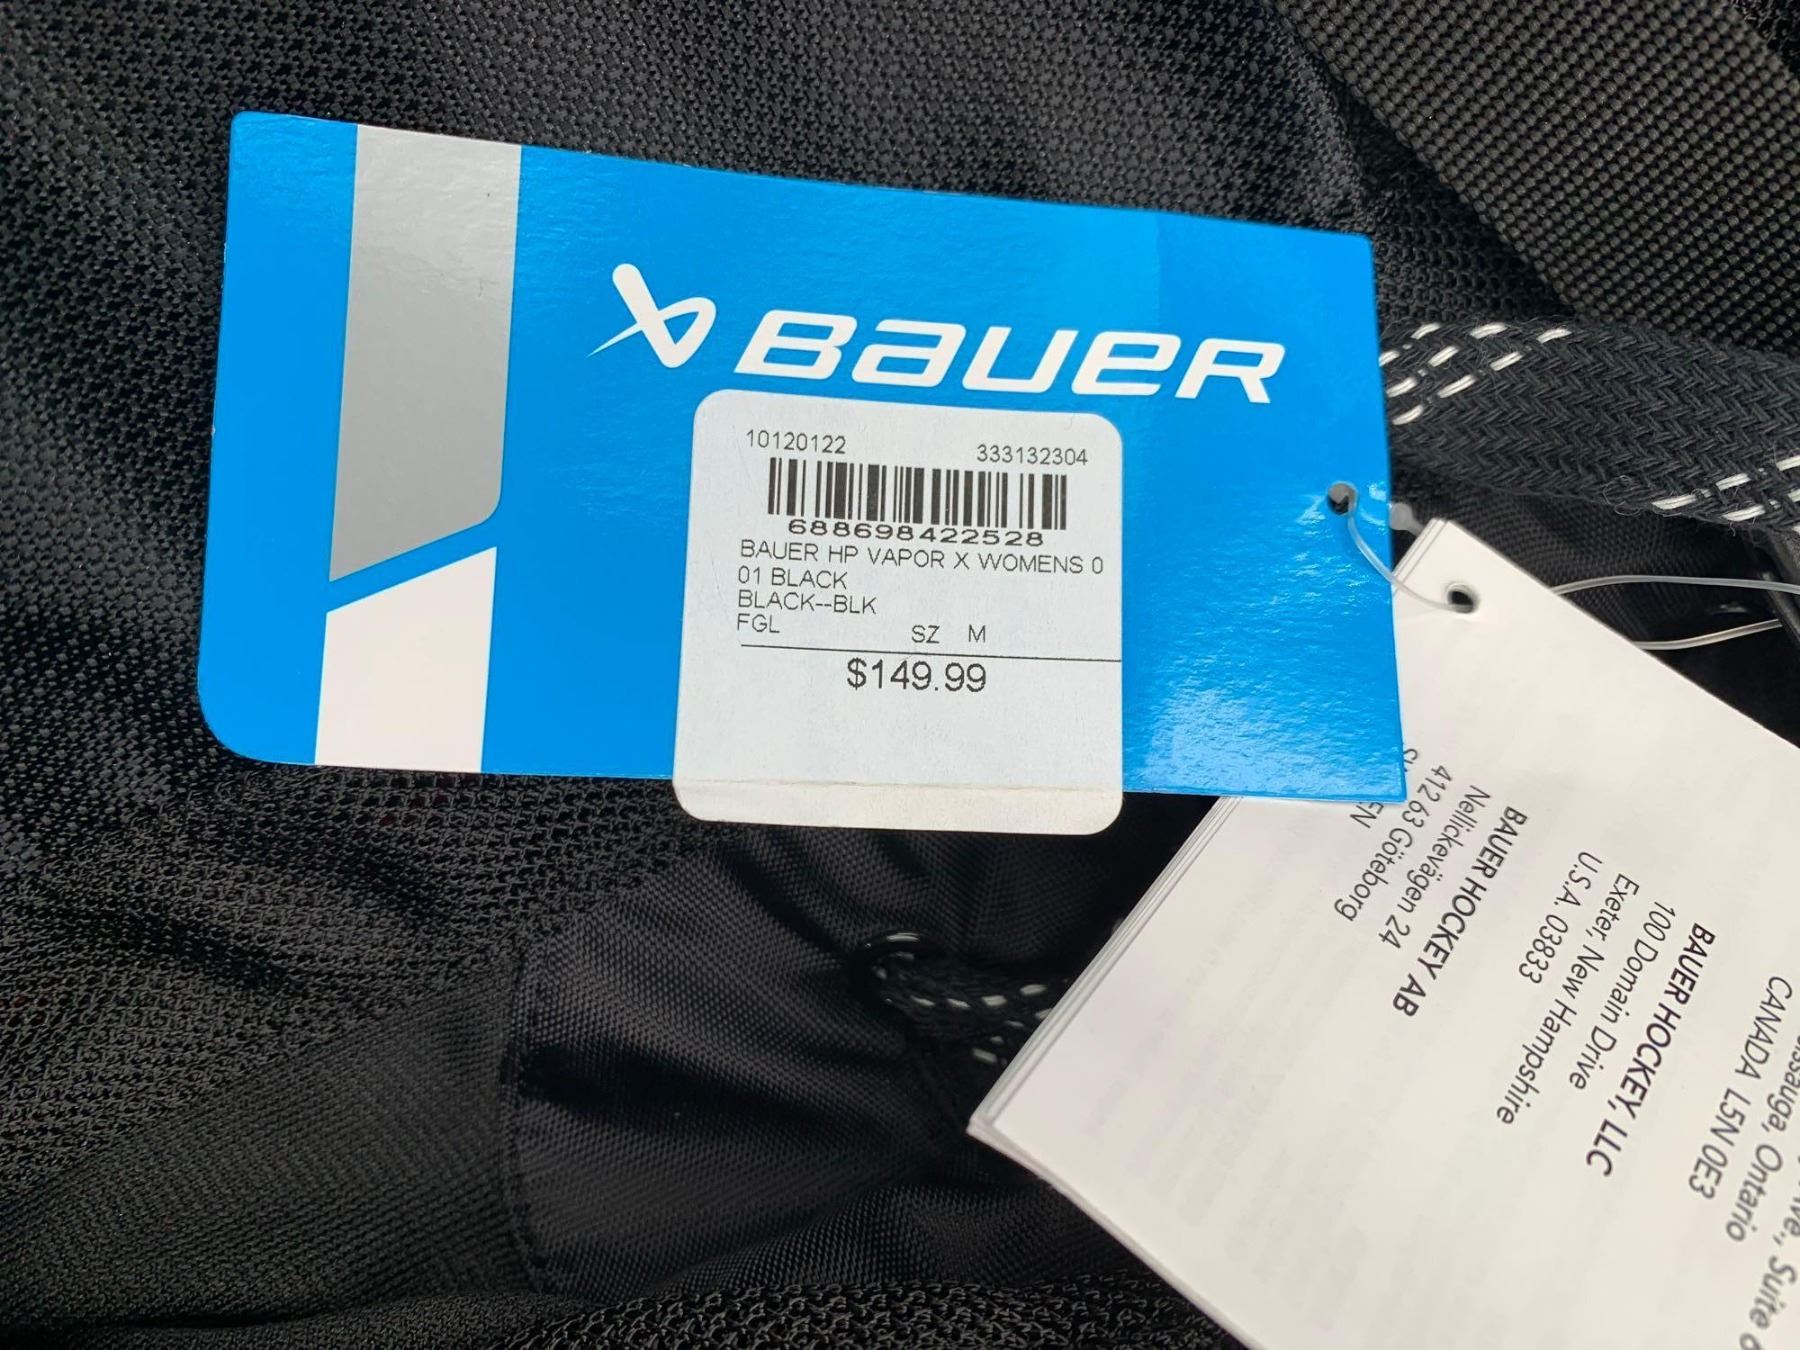 BAUER
10120122 333132304
688698422528
BAUER HP VAPOR X WOMENS 0
01 BLACK
BLACK--BLK
FGL SZ M
$149.99
Suite
Ontario
CANADA L5N 0E3
BAUER HOCKEY, LLC
100 Domain Drive
Exeter, New Hampshire
U.S.A. 03833
BAUER HOCKEY AB
Nellickevägen 24
412 63 Göteborg